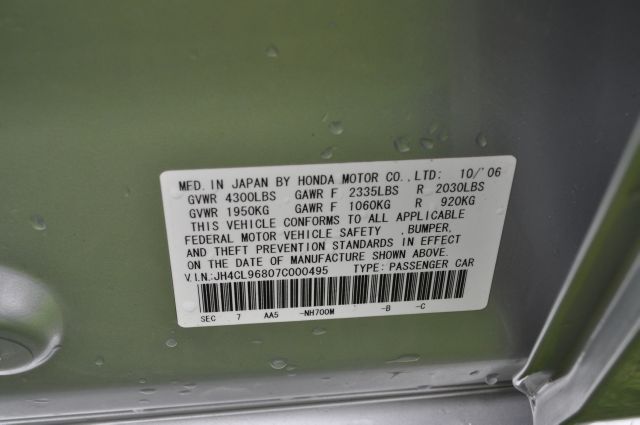 MFD. IN JAPAN BY HONDA MOTOR CO.,LTD: 10/'06
GVWR 4300LBS GAWR F 2335LBS R 2030LBS
GVWR 1950KG GAWR F 1060KG R 920KG
THIS VEHICLE CONFORMS TO ALL APPLICABLE
FEDERAL MOTOR VEHICLE SAFETY ,BUMPER,
AND THEFT PREVENTION STANDARDS IN EFFECT
ON THE DATE OF MANUFACTURE SHOWN ABOVE.
V.I.N:JH4CL96807C000495 TYPE: PASSENGER CAR
SEC 7 AA5 -NH700M -B -C